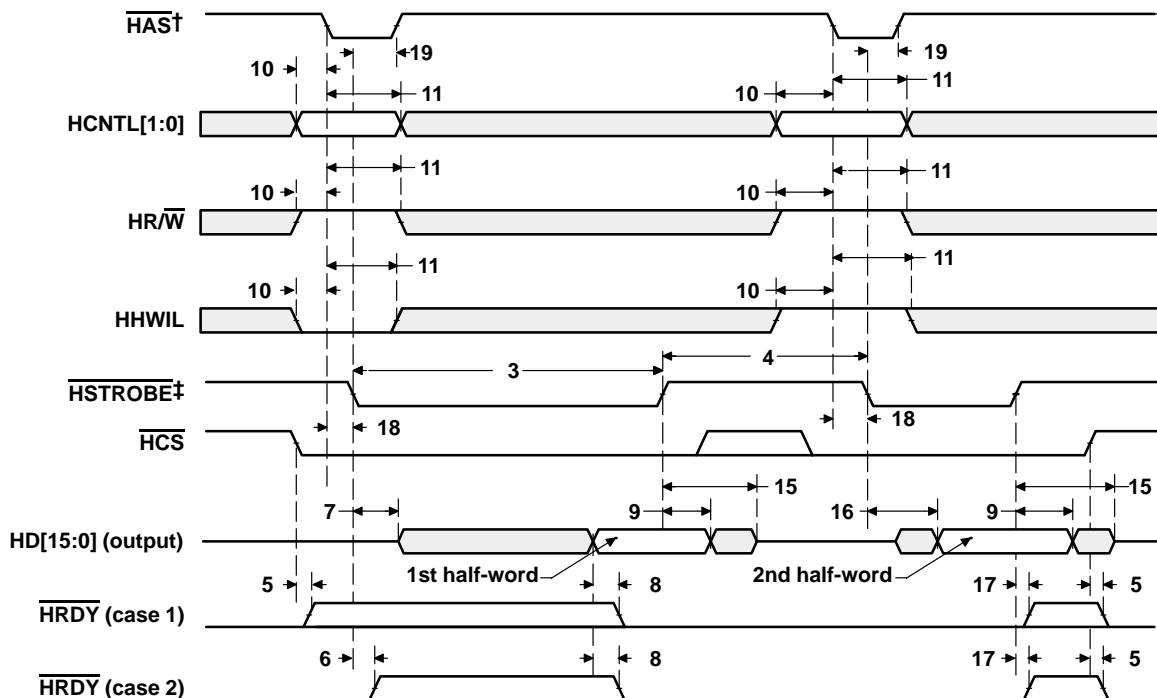 HAS†
19
19
10
11
11
10
HCNTL[1:0]
11
11
10
10
HR/W
11
11
10
10
HHWIL
3
4
HSTROBE‡
18
18
HCS
15
15
7
9
16
9
HD[15:0] (output)
1st half-word
2nd half-word
5
8
17
5
HRDY (case 1)
6
8
17
5
HRDY (case 2)